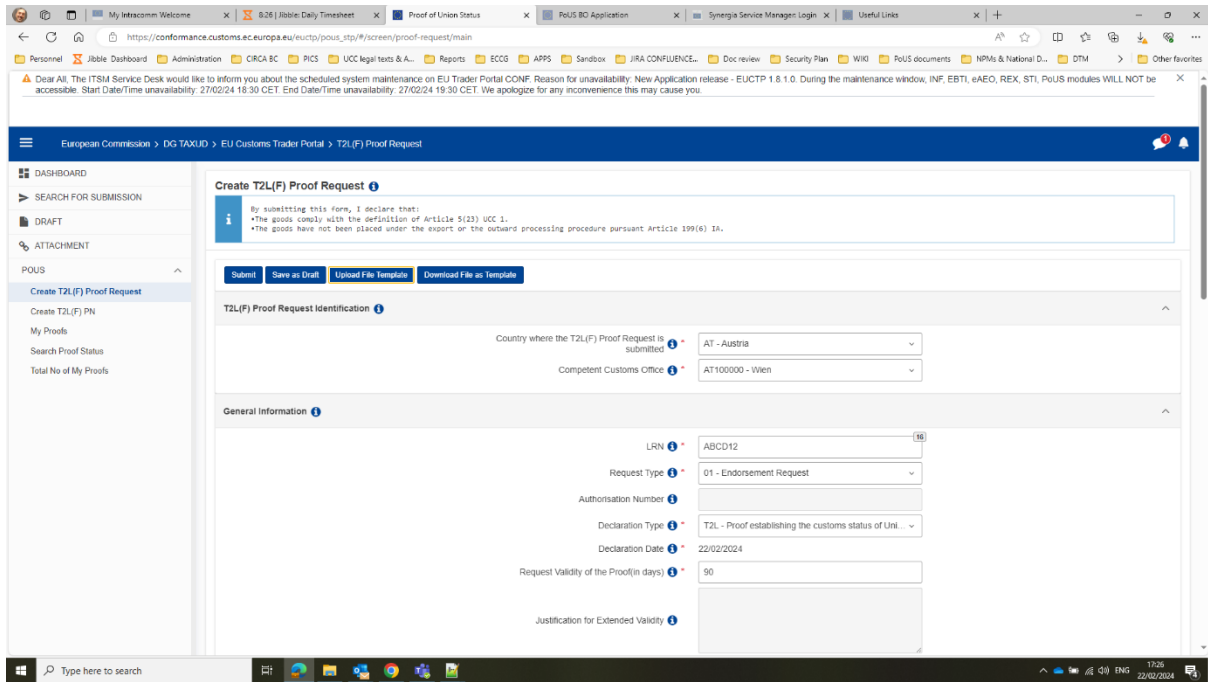 My Intracomm Welcome
8:26 | Jibble: Daily Timesheet
Proof of Union Status
PoUS BO Application
Synergia Service Manager: Login
Useful Links
https://conformance.customs.ec.europa.eu/euctp/pous_stp/#/screen/proof-request/main
Personnel
Jibble Dashboard
Administration
CIRCA BC
PICS
UCC legal texts & A...
Reports
ECCG
APPS
Sandbox
JIRA CONFLUENCE...
Doc review
Security Plan
WIKI
PoUS documents
NPMs & National D...
DTM
Other favorites
Dear All, The ITSM Service Desk would like to inform you about the scheduled system maintenance on EU Trader Portal CONF. Reason for unavailability: New Application release - EUCTP 1.8.1.0. During the maintenance window, INF, EBTI, eAEO, REX, STI, PoUS modules WILL NOT be
accessible. Start Date/Time unavailability: 27/02/24 18:30 CET. End Date/Time unavailability: 27/02/24 19:30 CET. We apologize for any inconvenience this may cause you.
European Commission > DG TAXUD > EU Customs Trader Portal > T2L(F) Proof Request
1
DASHBOARD
SEARCH FOR SUBMISSION
DRAFT
ATTACHMENT
POUS
Create T2L(F) Proof Request
Create T2L(F) PN
My Proofs
Search Proof Status
Total No of My Proofs
Create T2L(F) Proof Request
By submitting this form, I declare that:
•The goods comply with the definition of Article 5(23) UCC 1.
•The goods have not been placed under the export or the outward processing procedure pursuant Article 199(6) IA.
Submit
Save as Draft
Upload File Template
Download File as Template
T2L(F) Proof Request Identification
Country where the T2L(F) Proof Request is
submitted *
AT - Austria
Competent Customs Office *
AT100000 - Wien
General Information
LRN *
ABCD12
16
Request Type *
01 - Endorsement Request
Authorisation Number
Declaration Type *
T2L - Proof establishing the customs status of Uni...
Declaration Date *
22/02/2024
Request Validity of the Proof(in days) *
90
Justification for Extended Validity
Type here to search
ENG
17:26
22/02/2024